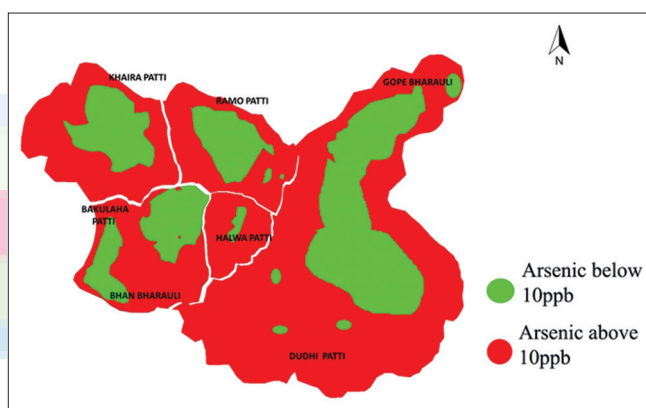 N
KHAIRA PATTI
RAMO PATTI
GOPE BHARAULI
BAKULAHA
PATTI
HALWA PATTI
BHAN BHARAULI
DUDHI PATTI
Arsenic below
10ppb
Arsenic above
10ppb